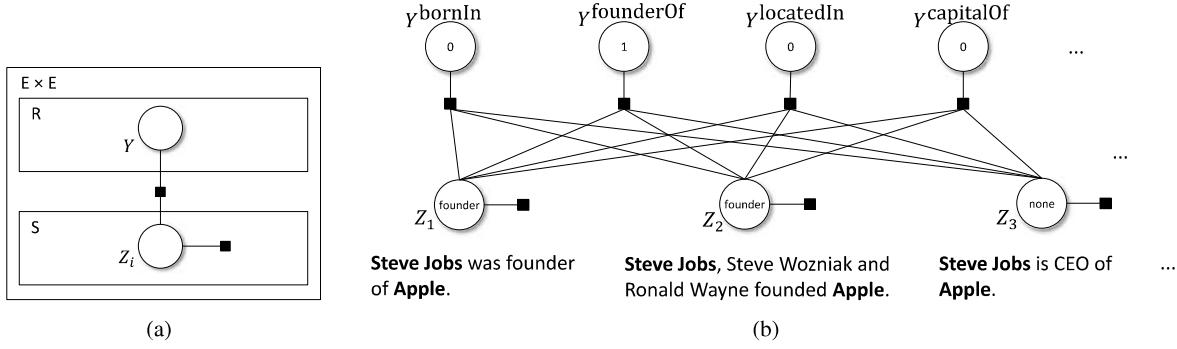 E × E
R
Y
S
Z_i
(a)
Y^bornIn Y^founderOf Y^locatedIn Y^capitalOf
0 1 0 0 ...
...
founder founder none
Z_1 Z_2 Z_3
Steve Jobs was founder
of Apple.
Steve Jobs, Steve Wozniak and
Ronald Wayne founded Apple.
Steve Jobs is CEO of
Apple.
...
(b)